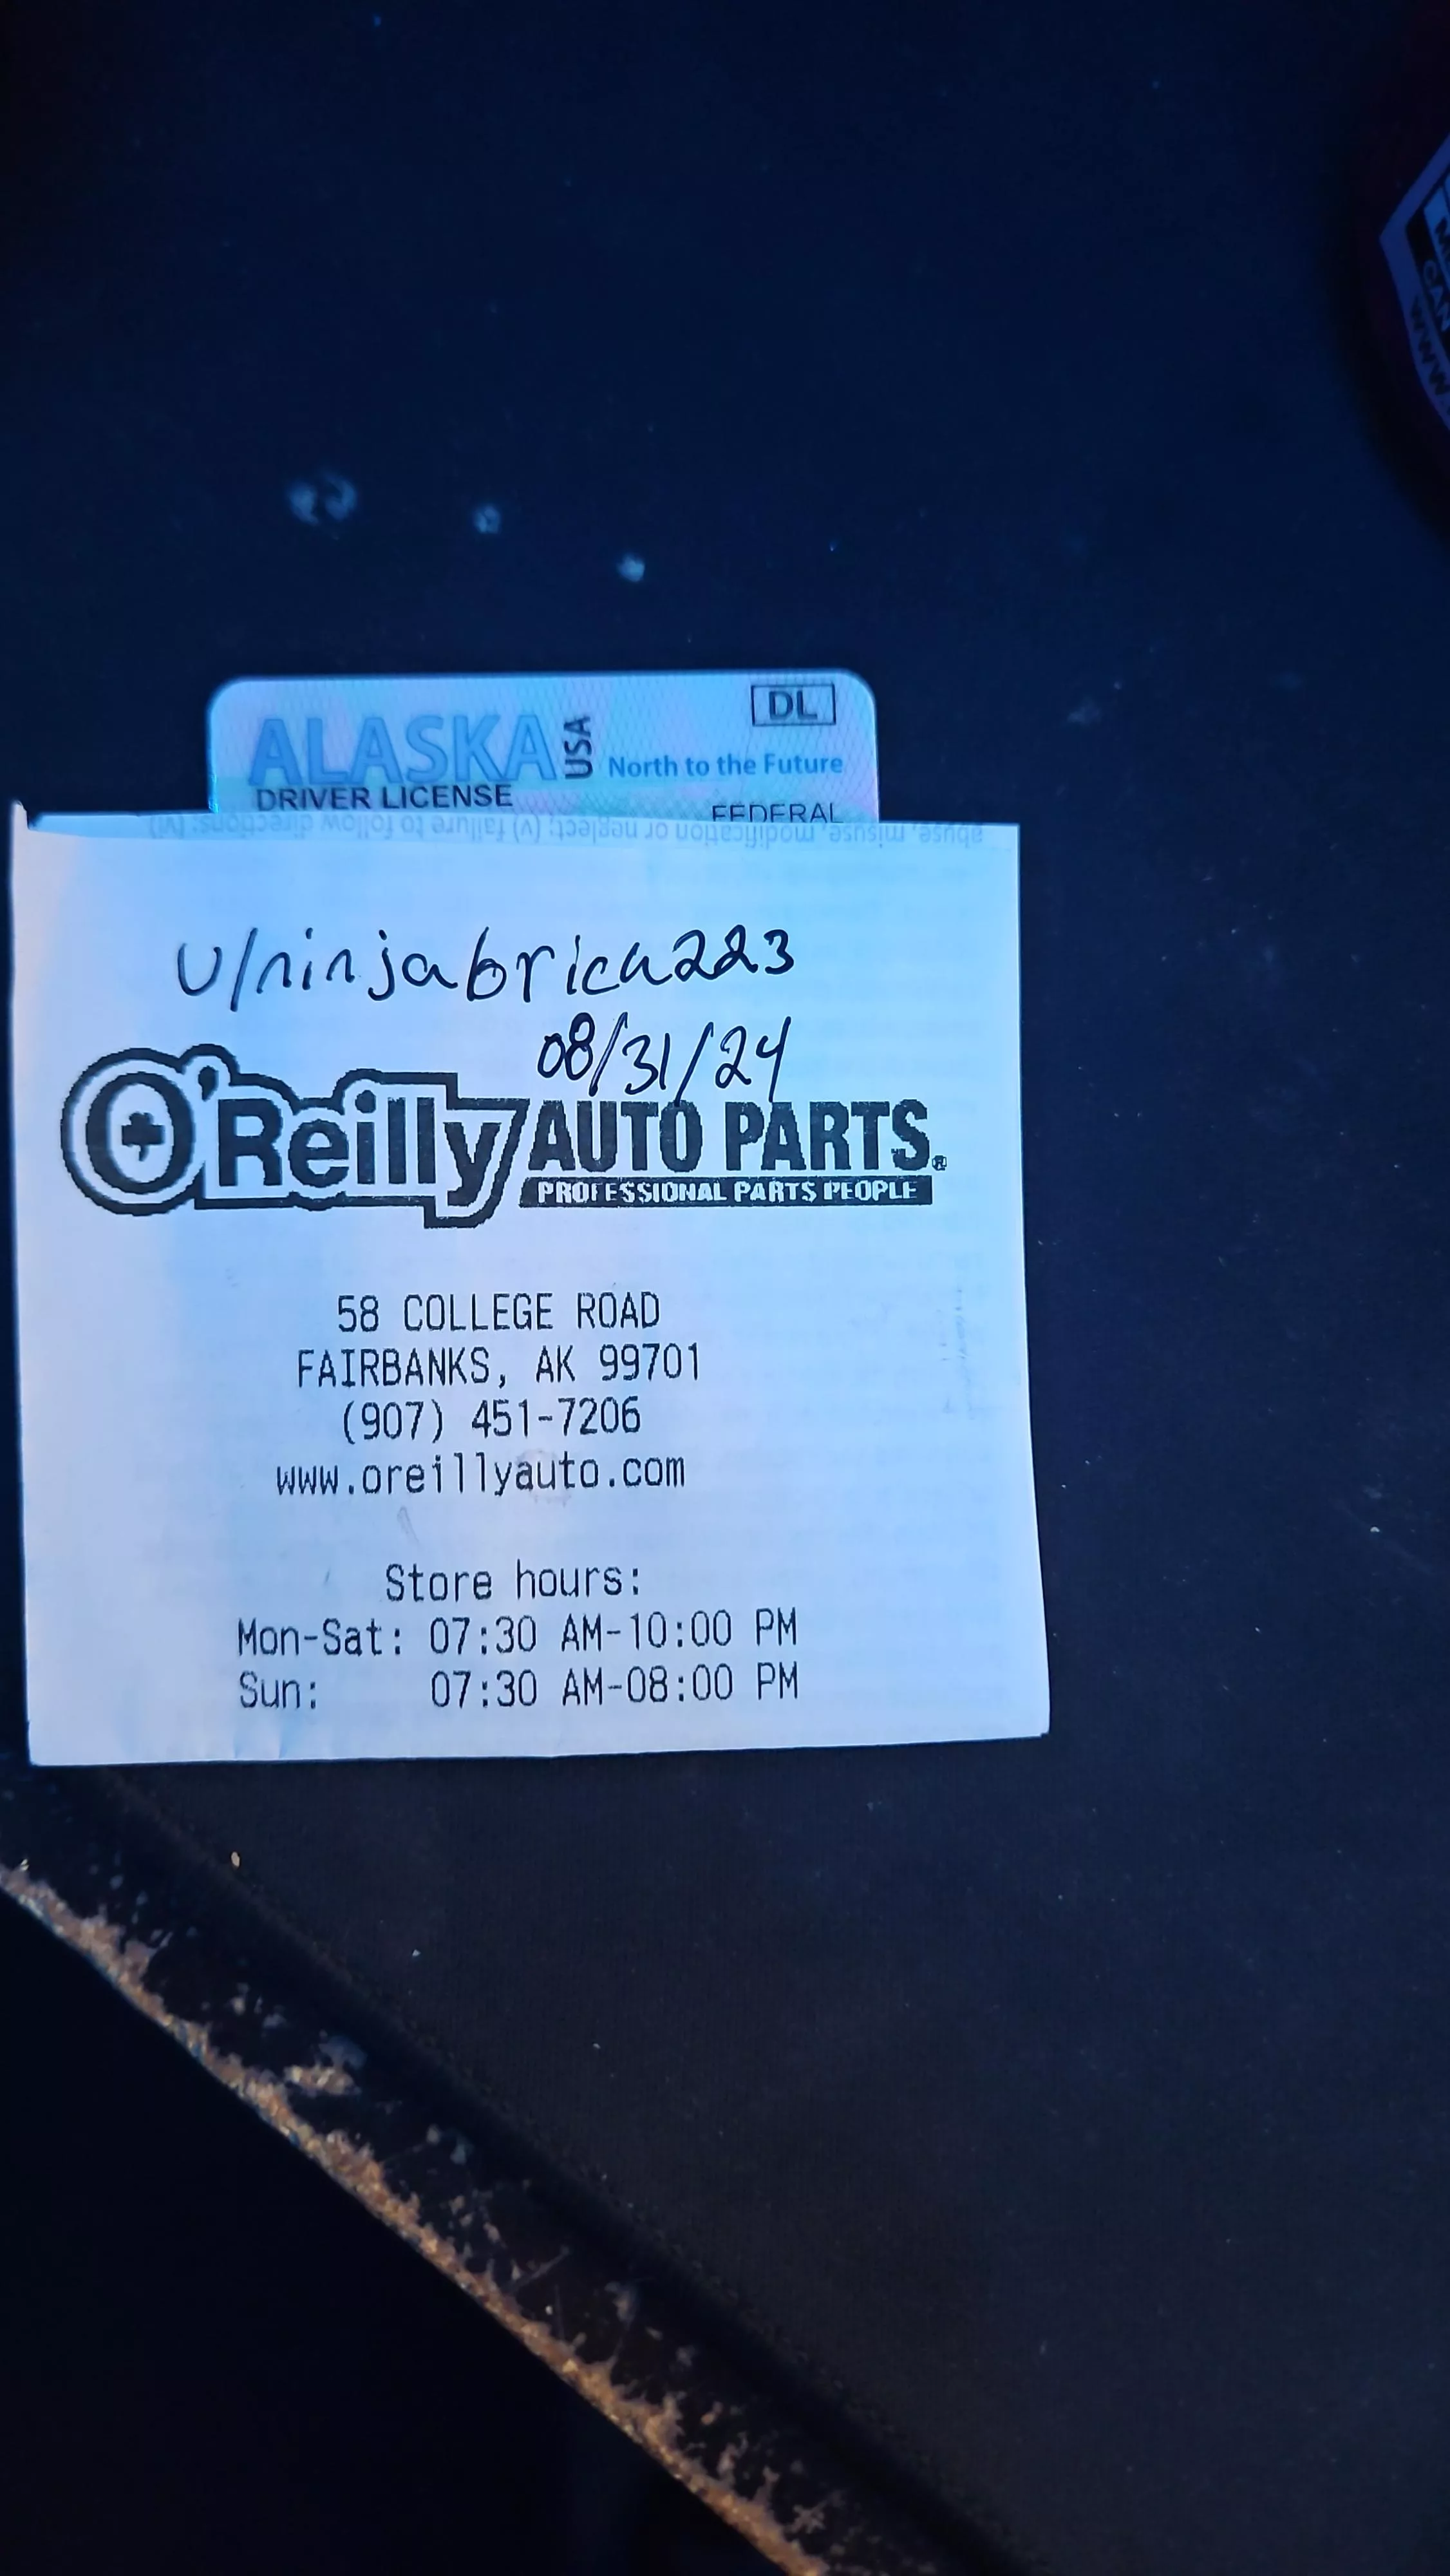 ALASKA USA
DL
North to the Future
DRIVER LICENSE
FEDERAL
abuse, misuse, modification or neglect; (v) failure to follow directions; (vi)
u/ninjabrick223
08/31/24
O'Reilly AUTO PARTS®
PROFESSIONAL PARTS PEOPLE
58 COLLEGE ROAD
FAIRBANKS, AK 99701
(907) 451-7206
www.oreillyauto.com
Store hours:
Mon-Sat: 07:30 AM-10:00 PM
Sun: 07:30 AM-08:00 PM
CAN
WWW